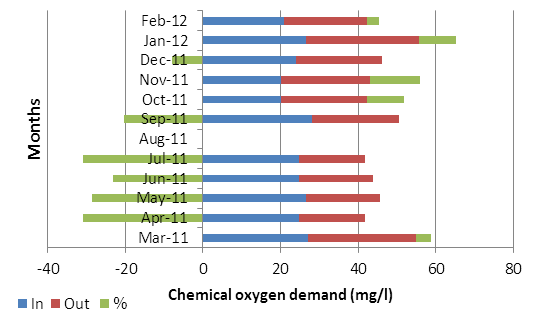 Feb-12
Jan-12
Dec-11
Nov-11
Oct-11
Sep-11
Aug-11
Jul-11
Jun-11
May-11
Apr-11
Mar-11
Months
-40 -20 0 20 40 60 80
Chemical oxygen demand (mg/l)
In Out %